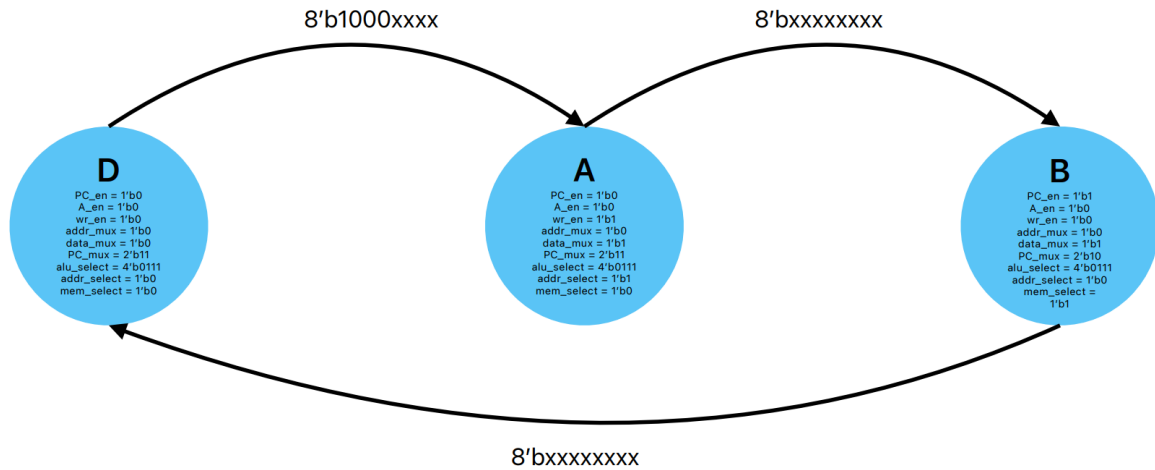 8'b1000xxxx
8'bxxxxxxxx
D
PC_en = 1'b0
A_en = 1'b0
wr_en = 1'b0
addr_mux = 1'b0
data_mux = 1'b0
PC_mux = 2'b11
alu_select = 4'b0111
addr_select = 1'b0
mem_select = 1'b0
A
PC_en = 1'b0
A_en = 1'b0
wr_en = 1'b1
addr_mux = 1'b0
data_mux = 1'b1
PC_mux = 2'b11
alu_select = 4'b0111
addr_select = 1'b1
mem_select = 1'b0
B
PC_en = 1'b1
A_en = 1'b0
wr_en = 1'b0
addr_mux = 1'b0
data_mux = 1'b1
PC_mux = 2'b10
alu_select = 4'b0111
addr_select = 1'b0
mem_select =
1'b1
8'bxxxxxxxx